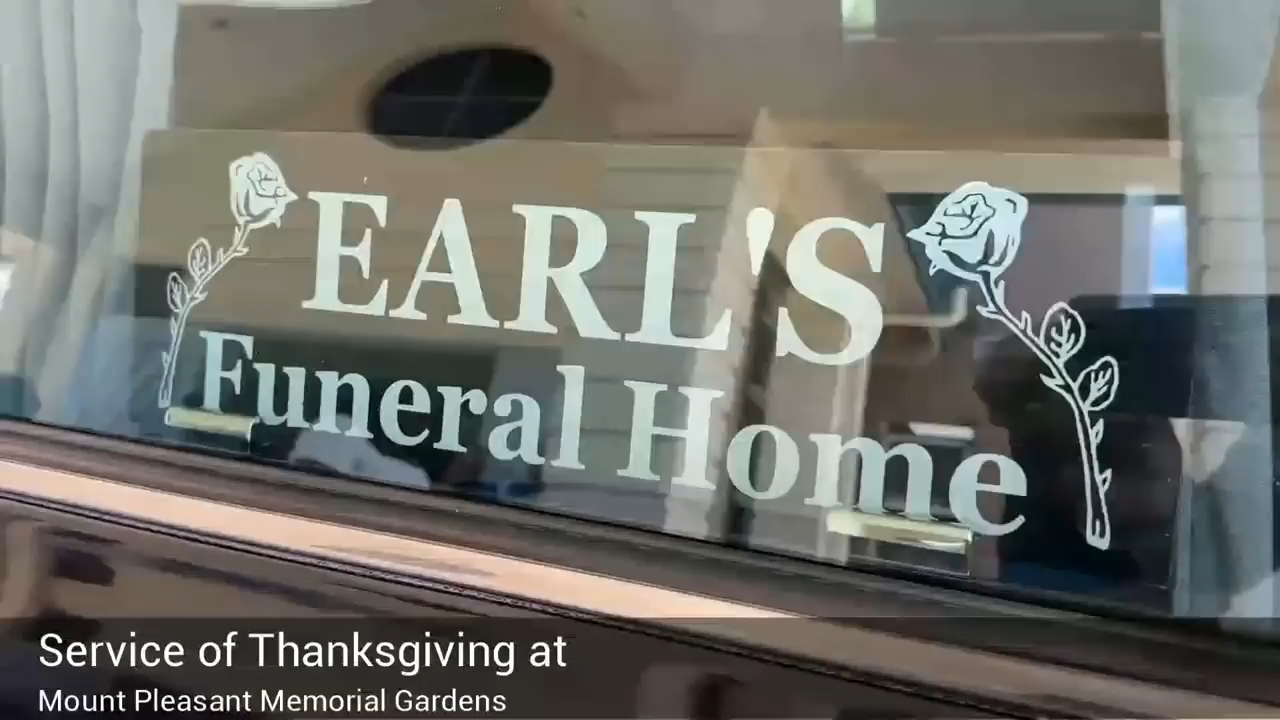 EARL'S
Funeral Home
Service of Thanksgiving at
Mount Pleasant Memorial Gardens